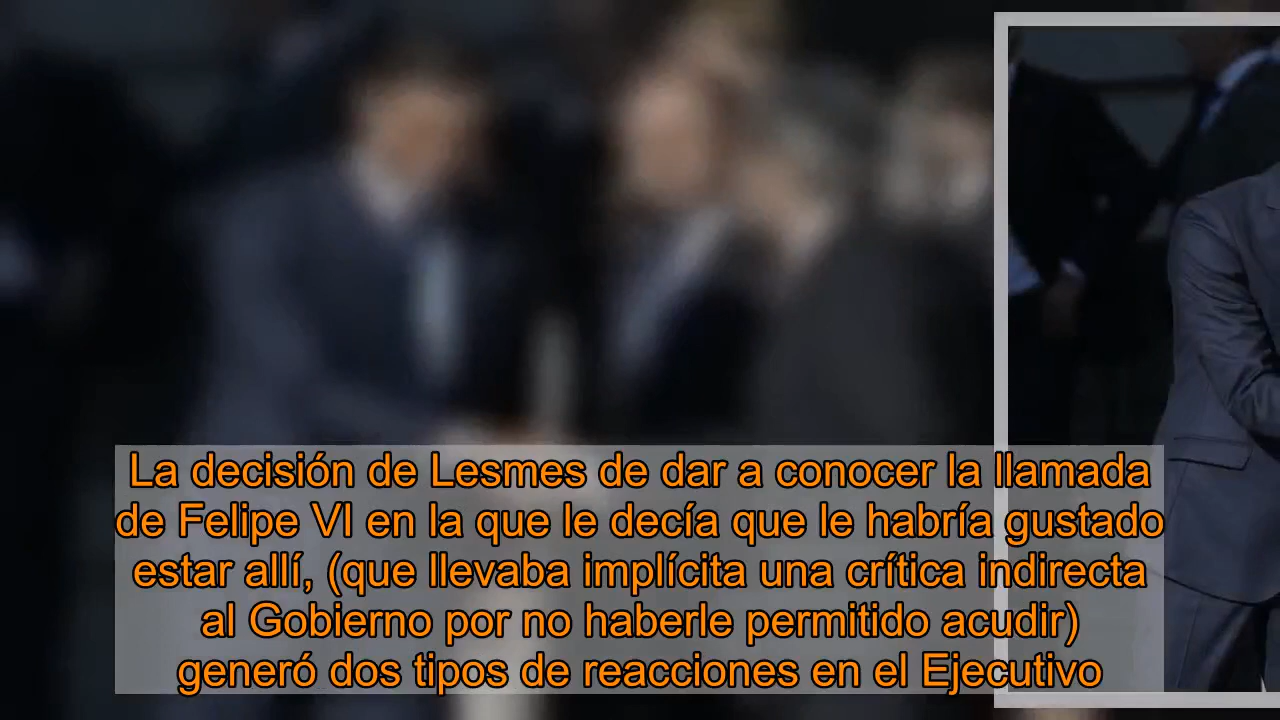 La decisión de Lesmes de dar a conocer la llamada
de Felipe VI en la que le decía que le habría gustado
estar allí, (que llevaba implícita una crítica indirecta
al Gobierno por no haberle permitido acudir)
generó dos tipos de reacciones en el Ejecutivo